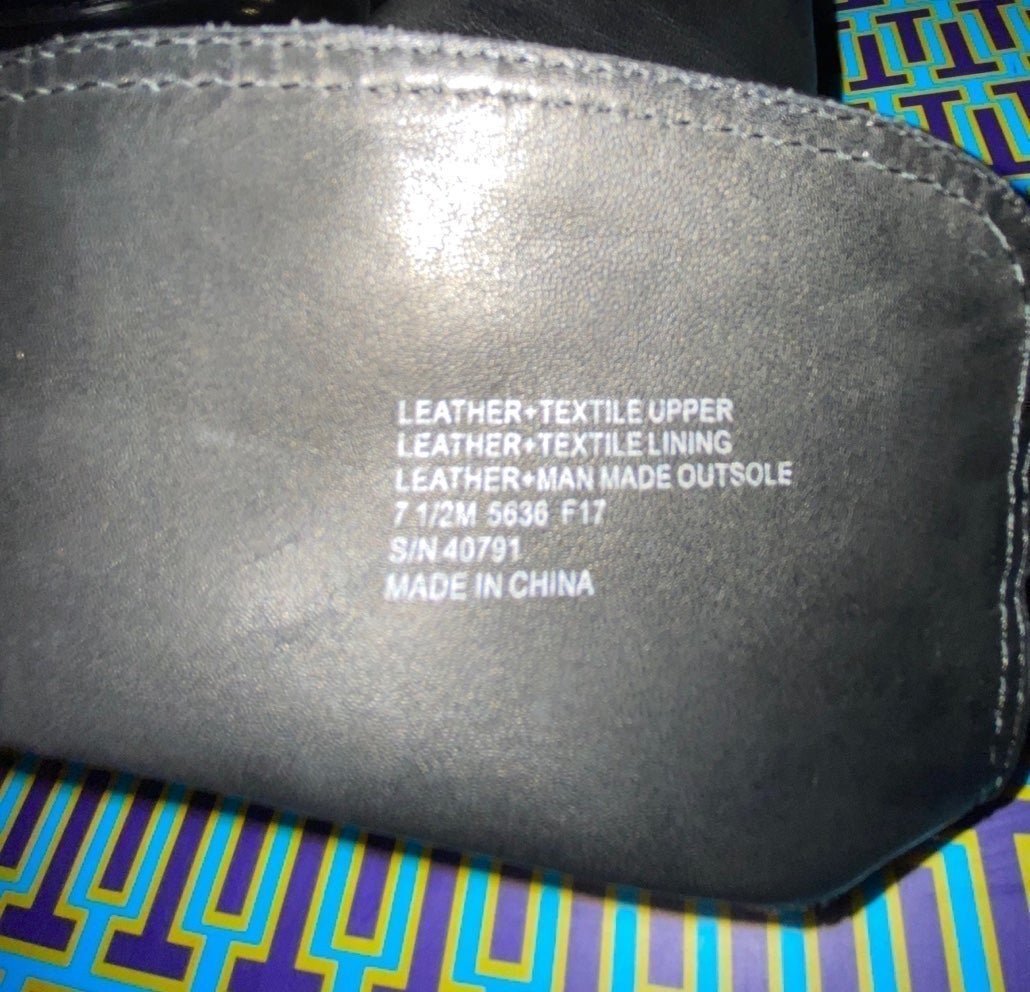 LEATHER+TEXTILE UPPER
LEATHER+TEXTILE LINING
LEATHER+MAN MADE OUTSOLE
7 1/2M 5636 F17
S/N 40791
MADE IN CHINA